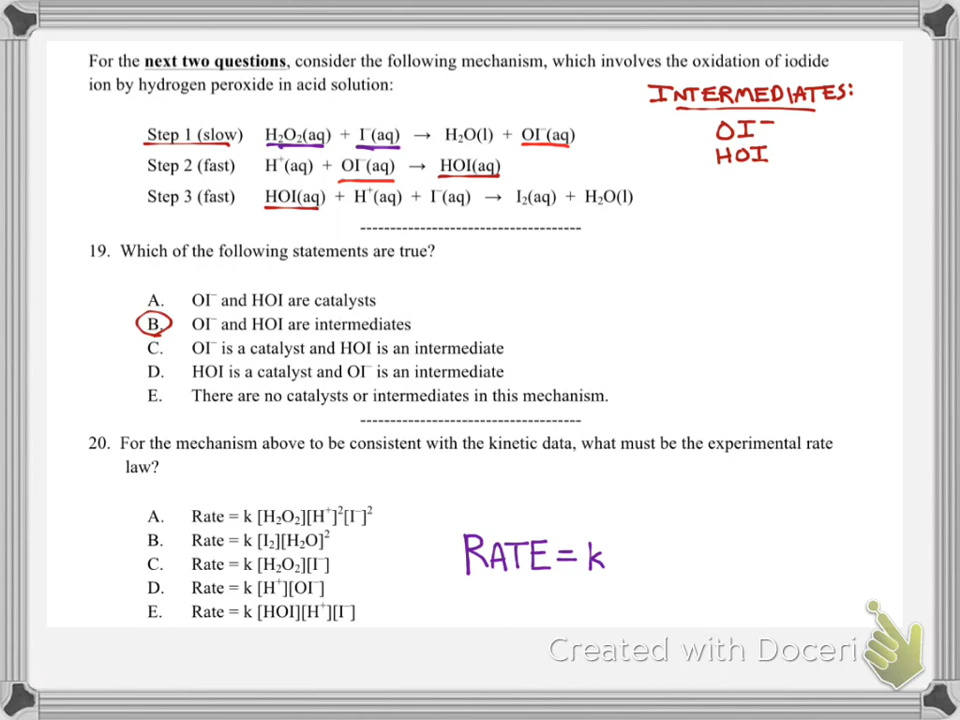 For the next two questions, consider the following mechanism, which involves the oxidation of iodide
ion by hydrogen peroxide in acid solution:
INTERMEDIATES:
OI⁻
HOI
Step 1 (slow) H₂O₂(aq) + I⁻(aq) → H₂O(l) + OI⁻(aq)
Step 2 (fast) H⁺(aq) + OI⁻(aq) → HOI(aq)
Step 3 (fast) HOI(aq) + H⁺(aq) + I⁻(aq) → I₂(aq) + H₂O(l)
-------------------------------------
19. Which of the following statements are true?
A. OI⁻ and HOI are catalysts
B. OI⁻ and HOI are intermediates
C. OI⁻ is a catalyst and HOI is an intermediate
D. HOI is a catalyst and OI⁻ is an intermediate
E. There are no catalysts or intermediates in this mechanism.
-------------------------------------
20. For the mechanism above to be consistent with the kinetic data, what must be the experimental rate
law?
A. Rate = k [H₂O₂][H⁺]²[I⁻]²
B. Rate = k [I₂][H₂O]²
C. Rate = k [H₂O₂][I⁻]
D. Rate = k [H⁺][OI⁻]
E. Rate = k [HOI][H⁺][I⁻]
RATE = k
Created with Doceri